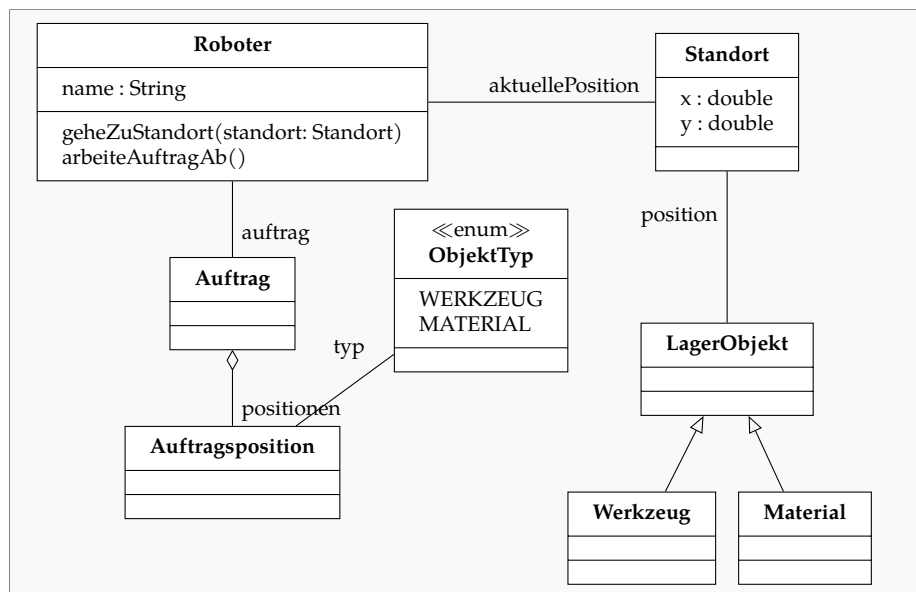 Roboter
name : String
geheZuStandort(standort: Standort)
arbeiteAuftragAb()
aktuellePosition
Standort
x : double
y : double
auftrag
position
Auftrag
≪enum≫
ObjektTyp
WERKZEUG
MATERIAL
typ
positionen
Auftragsposition
LagerObjekt
Werkzeug
Material